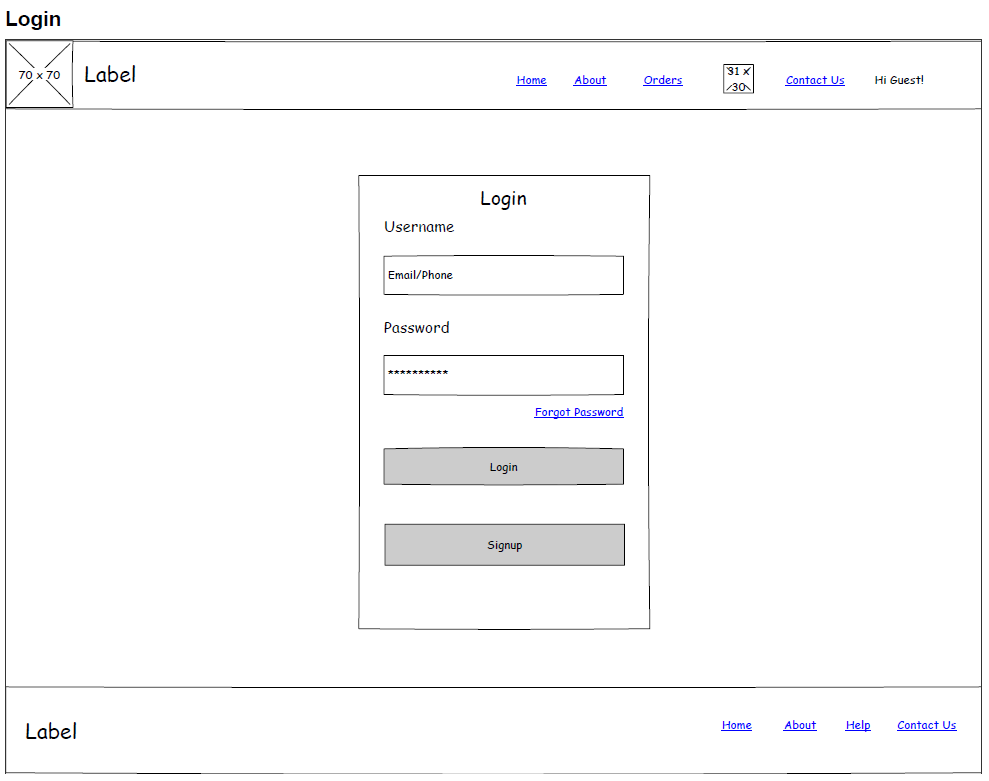 Login
70 x 70
Label
Home About Orders 31 x 30 Contact Us Hi Guest!
Login
Username
Email/Phone
Password
**********
Forgot Password
Login
Signup
Label
Home About Help Contact Us